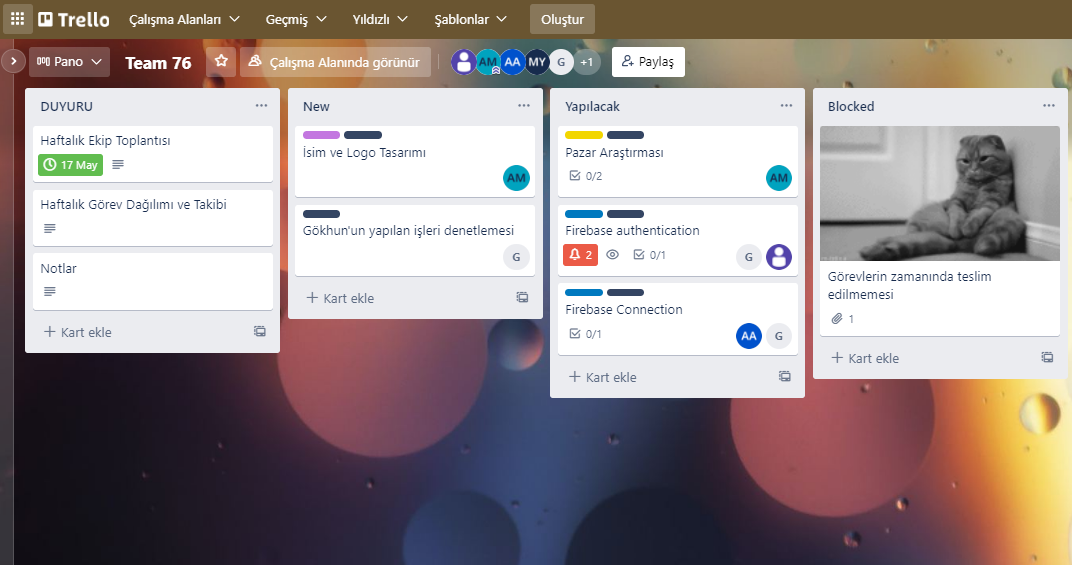 Trello Çalışma Alanları Geçmiş Yıldızlı Şablonlar Oluştur
Pano Team 76 Çalışma Alanında görünür AM AA MY G +1 Paylaş
DUYURU
Haftalık Ekip Toplantısı
17 May
Haftalık Görev Dağılımı ve Takibi
Notlar
Kart ekle
New
İsim ve Logo Tasarımı
AM
Gökhun'un yapılan işleri denetlemesi
G
Kart ekle
Yapılacak
Pazar Araştırması
0/2 AM
Firebase authentication
2 0/1 G
Firebase Connection
0/1 AA G
Kart ekle
Blocked
Görevlerin zamanında teslim
edilmemesi
1
Kart ekle